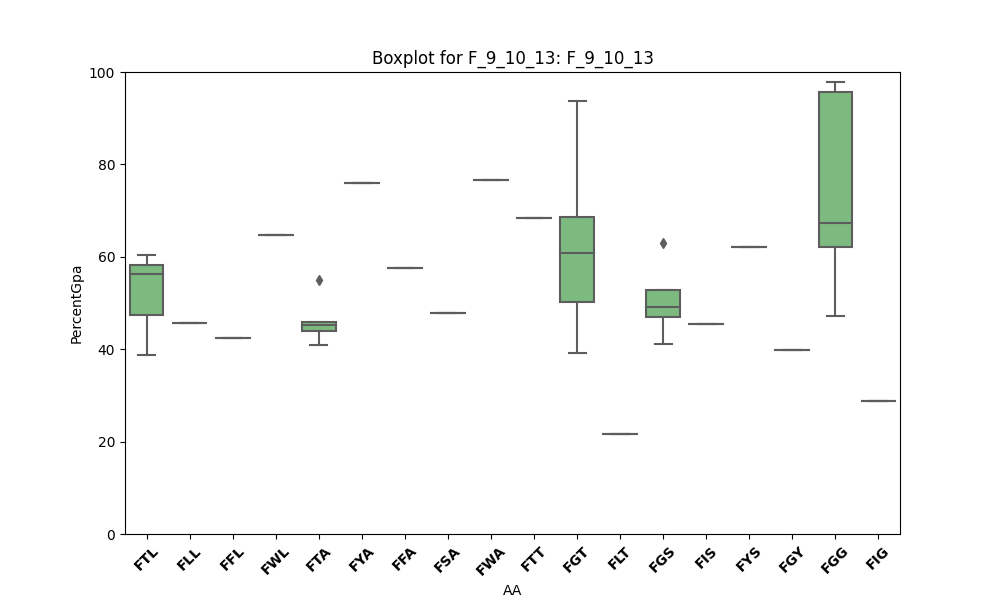 Boxplot for F_9_10_13: F_9_10_13
100
80
60
40
20
0
PercentGpa
FTL FLL FFL FWL FTA FYA FFA FSA FWA FTT FGT FLT FGS FIS FYS FGY FGG FIG
AA